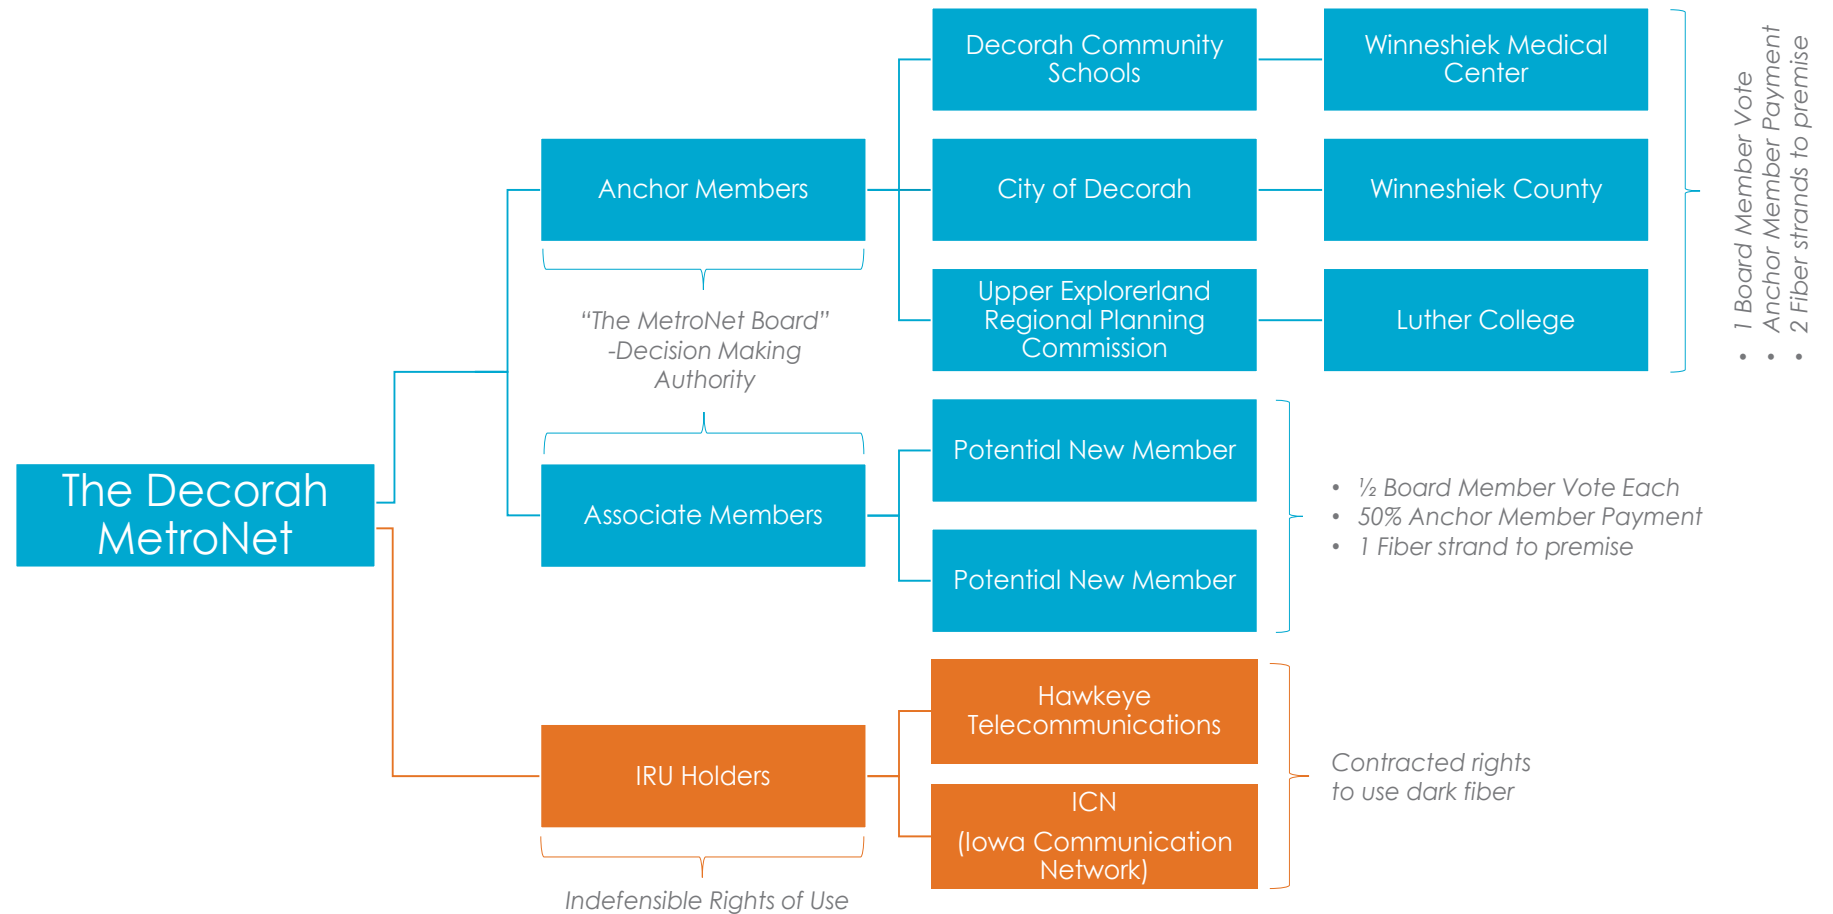 The Decorah
MetroNet
Anchor Members
“The MetroNet Board”
-Decision Making
Authority
Associate Members
IRU Holders
Indefensible Rights of Use
Decorah Community
Schools
Winneshiek Medical
Center
City of Decorah
Winneshiek County
Upper Explorerland
Regional Planning
Commission
Luther College
• 1 Board Member Vote
• Anchor Member Payment
• 2 Fiber strands to premise
Potential New Member
Potential New Member
• ½ Board Member Vote Each
• 50% Anchor Member Payment
• 1 Fiber strand to premise
Hawkeye
Telecommunications
ICN
(Iowa Communication
Network)
Contracted rights
to use dark fiber